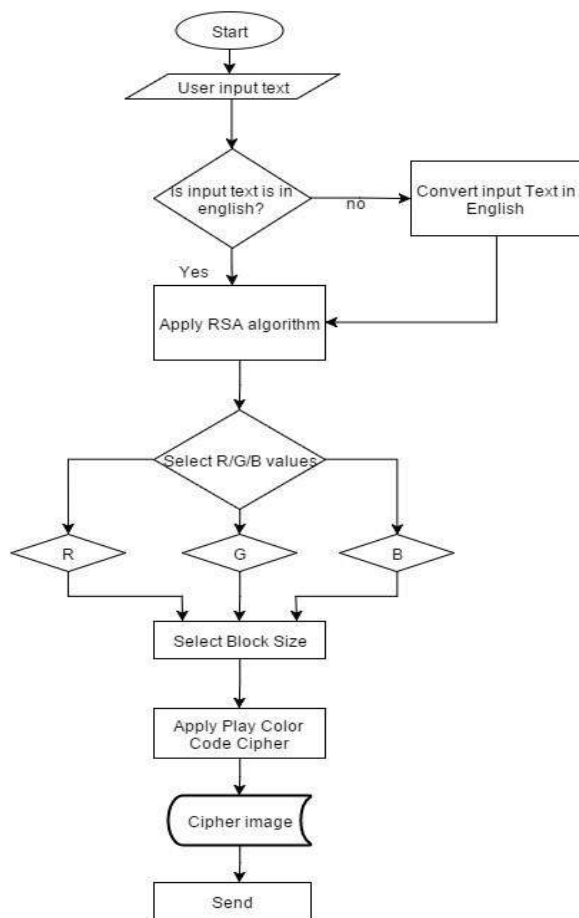 Start
User input text
Is input text is in
english?
no
Convert input Text in
English
Yes
Apply RSA algorithm
Select R/G/B values
R
G
B
Select Block Size
Apply Play Color
Code Cipher
Cipher image
Send